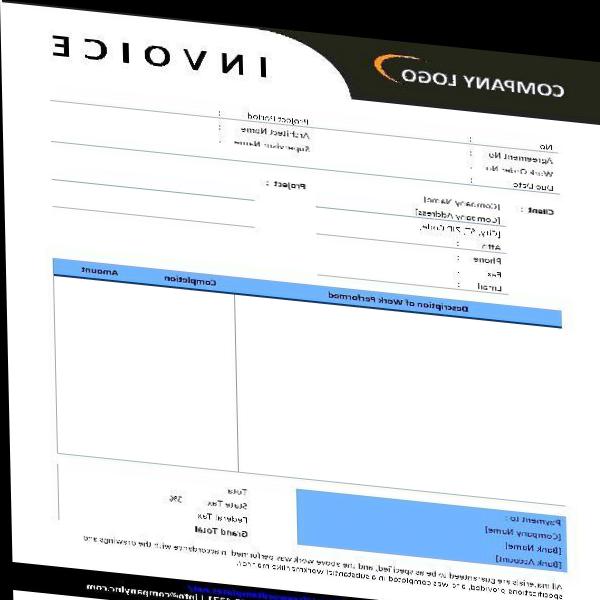 COMPANY LOGO
INVOICE
No :
Agreement No :
Work Order No :
Due Date :
Project Period :
Architect Name :
Supervisor Name :
Client :
[Company Name]
[Company Address]
[City, ST, ZIP Code]
Attn :
Phone :
Fax :
Email :
Project :
Description of Work Performed
Completion
Amount
Payment to :
[Company Name]
[Bank Name]
[Bank Account]
Total
State Tax 3%
Federal Tax
Grand Total
All materials are guaranteed to be as specified, and the above work was performed in accordance with the drawings and
specifications provided, and was completed in a substantial workmanlike manner.
| Info@companyinc.com